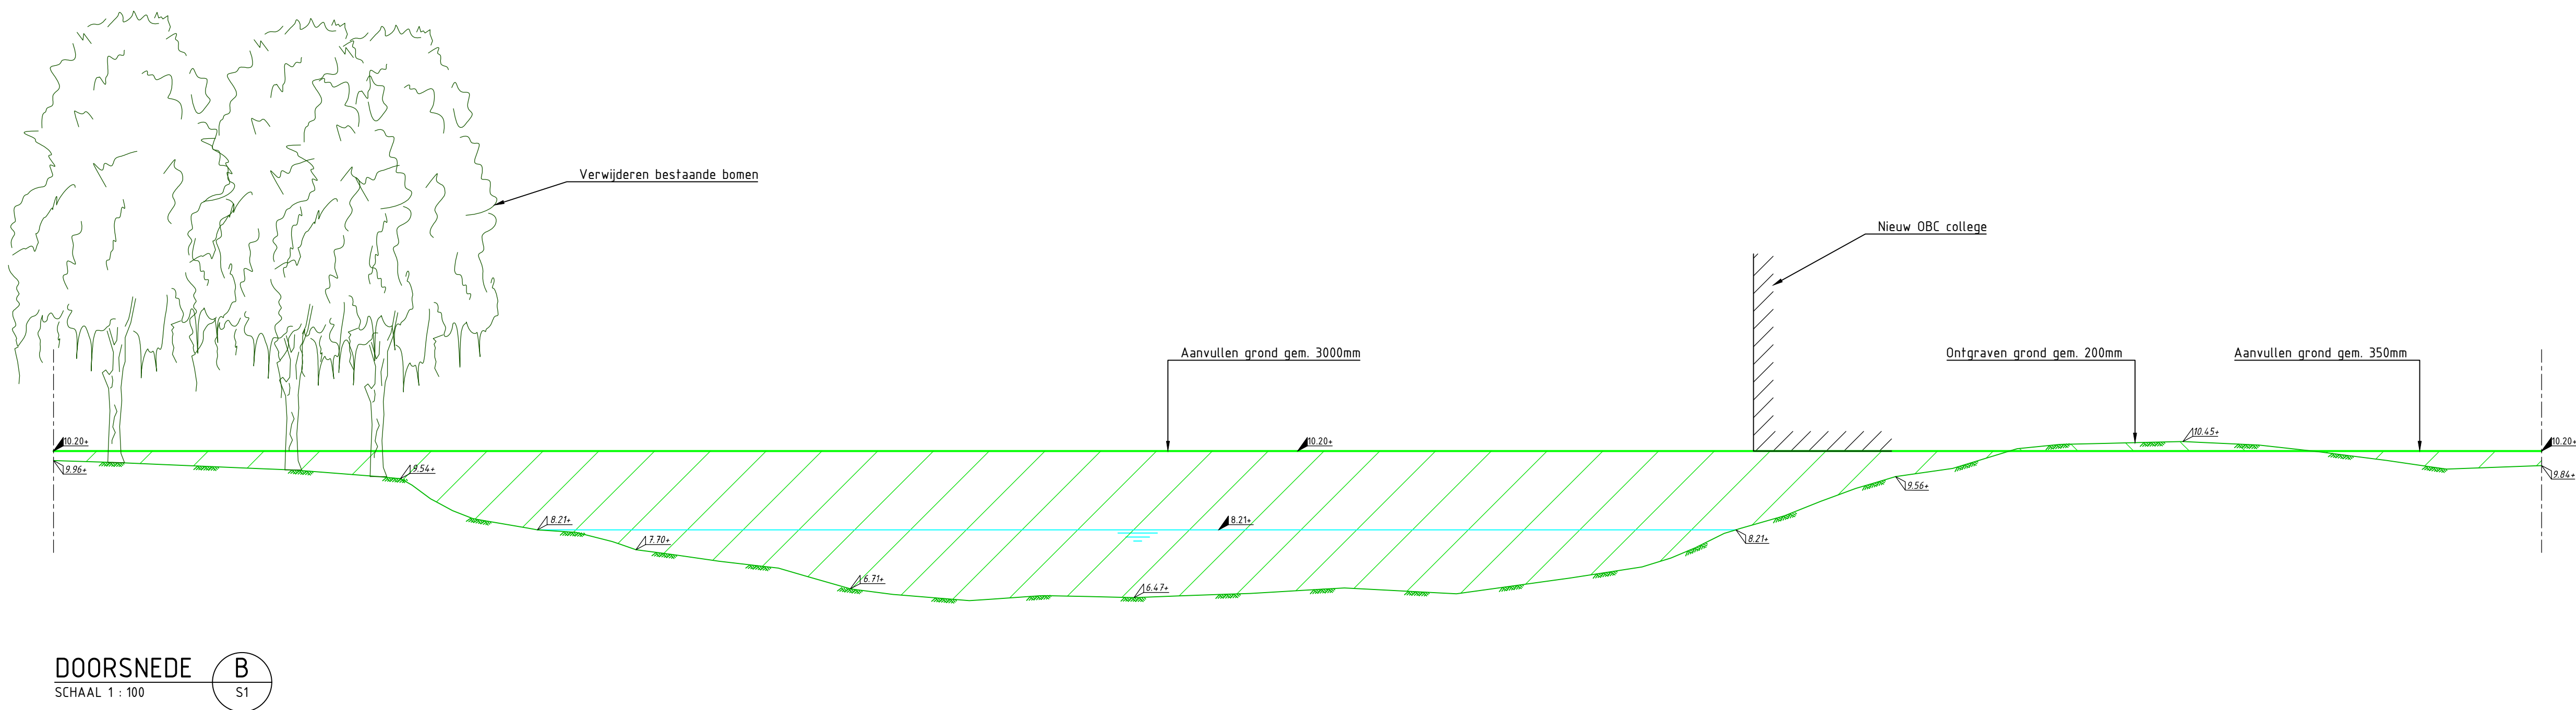 Verwijderen bestaande bomen
Nieuw OBC college
Aanvullen grond gem. 3000mm
Ontgraven grond gem. 200mm
Aanvullen grond gem. 350mm
10.20+
10.20+
10.45+
10.20+
9.96+
9.54+
9.56+
9.84+
8.21+
8.21+
8.21+
7.70+
6.71+
6.47+
DOORSNEDE B
SCHAAL 1 : 100 S1